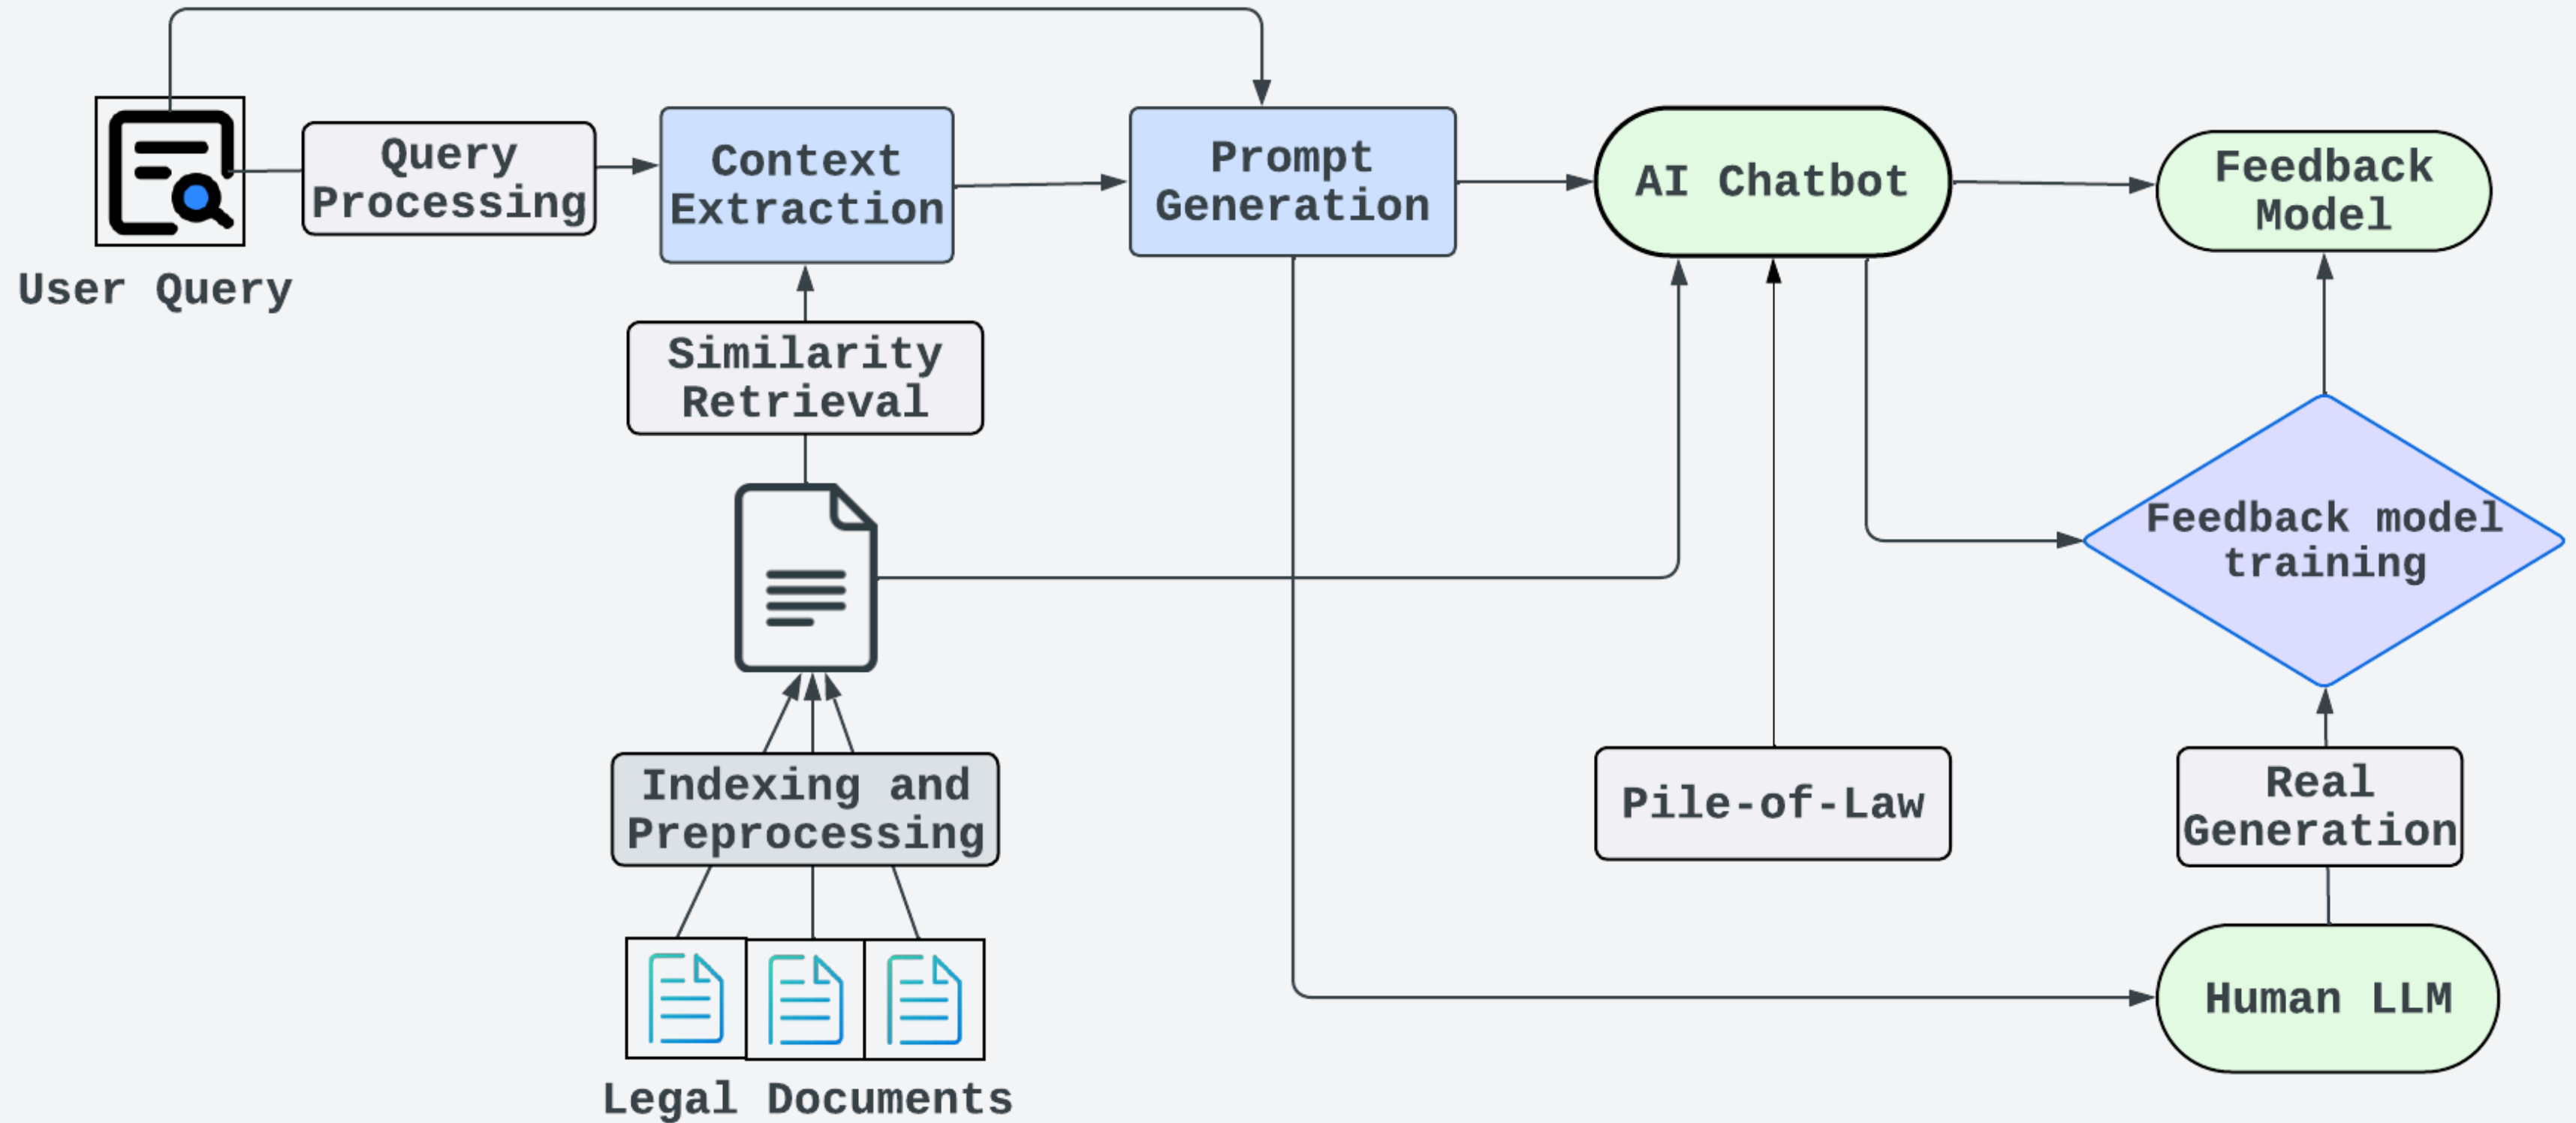 Query
Processing
User Query
Context
Extraction
Prompt
Generation
AI Chatbot
Feedback
Model
Similarity
Retrieval
Feedback model
training
Indexing and
Preprocessing
Pile-of-Law
Real
Generation
Human LLM
Legal Documents